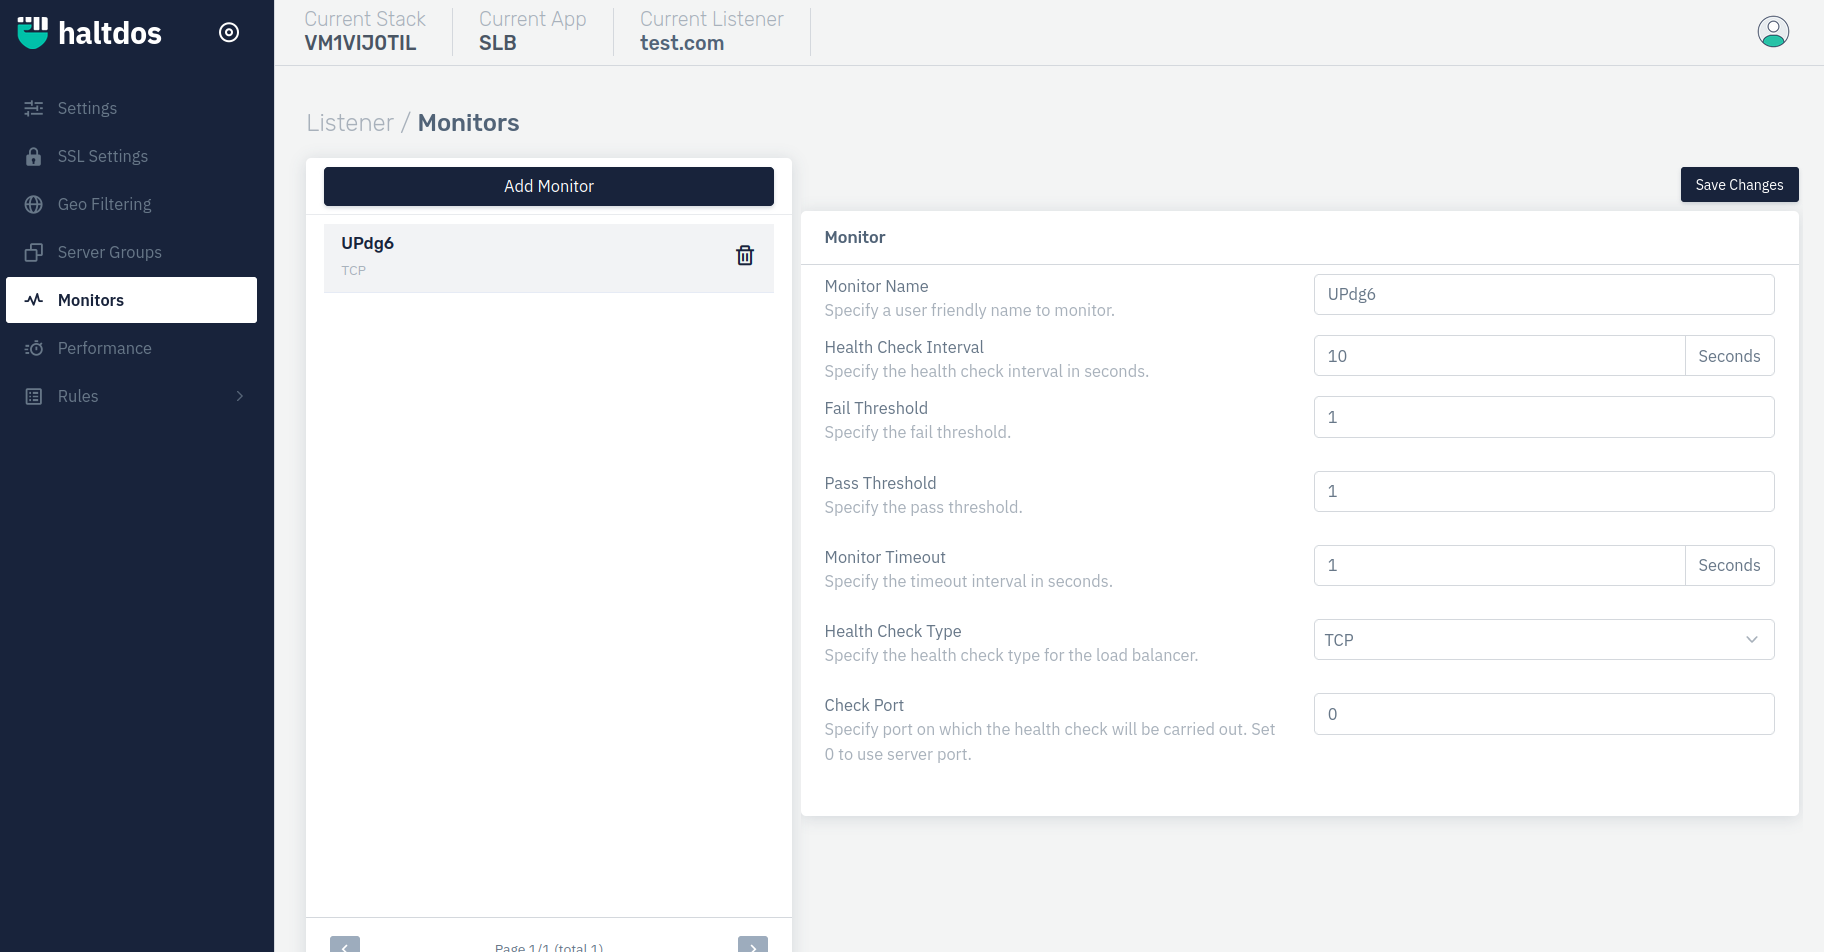 haltdos
Current Stack
VM1VIJ0TIL
Current App
SLB
Current Listener
test.com
Settings
SSL Settings
Geo Filtering
Server Groups
Monitors
Performance
Rules
Listener / Monitors
Add Monitor
UPdg6
TCP
Page 1/1 (total 1)
Save Changes
Monitor
Monitor Name
Specify a user friendly name to monitor.
UPdg6
Health Check Interval
Specify the health check interval in seconds.
10 Seconds
Fail Threshold
Specify the fail threshold.
1
Pass Threshold
Specify the pass threshold.
1
Monitor Timeout
Specify the timeout interval in seconds.
1 Seconds
Health Check Type
Specify the health check type for the load balancer.
TCP
Check Port
Specify port on which the health check will be carried out. Set
0 to use server port.
0